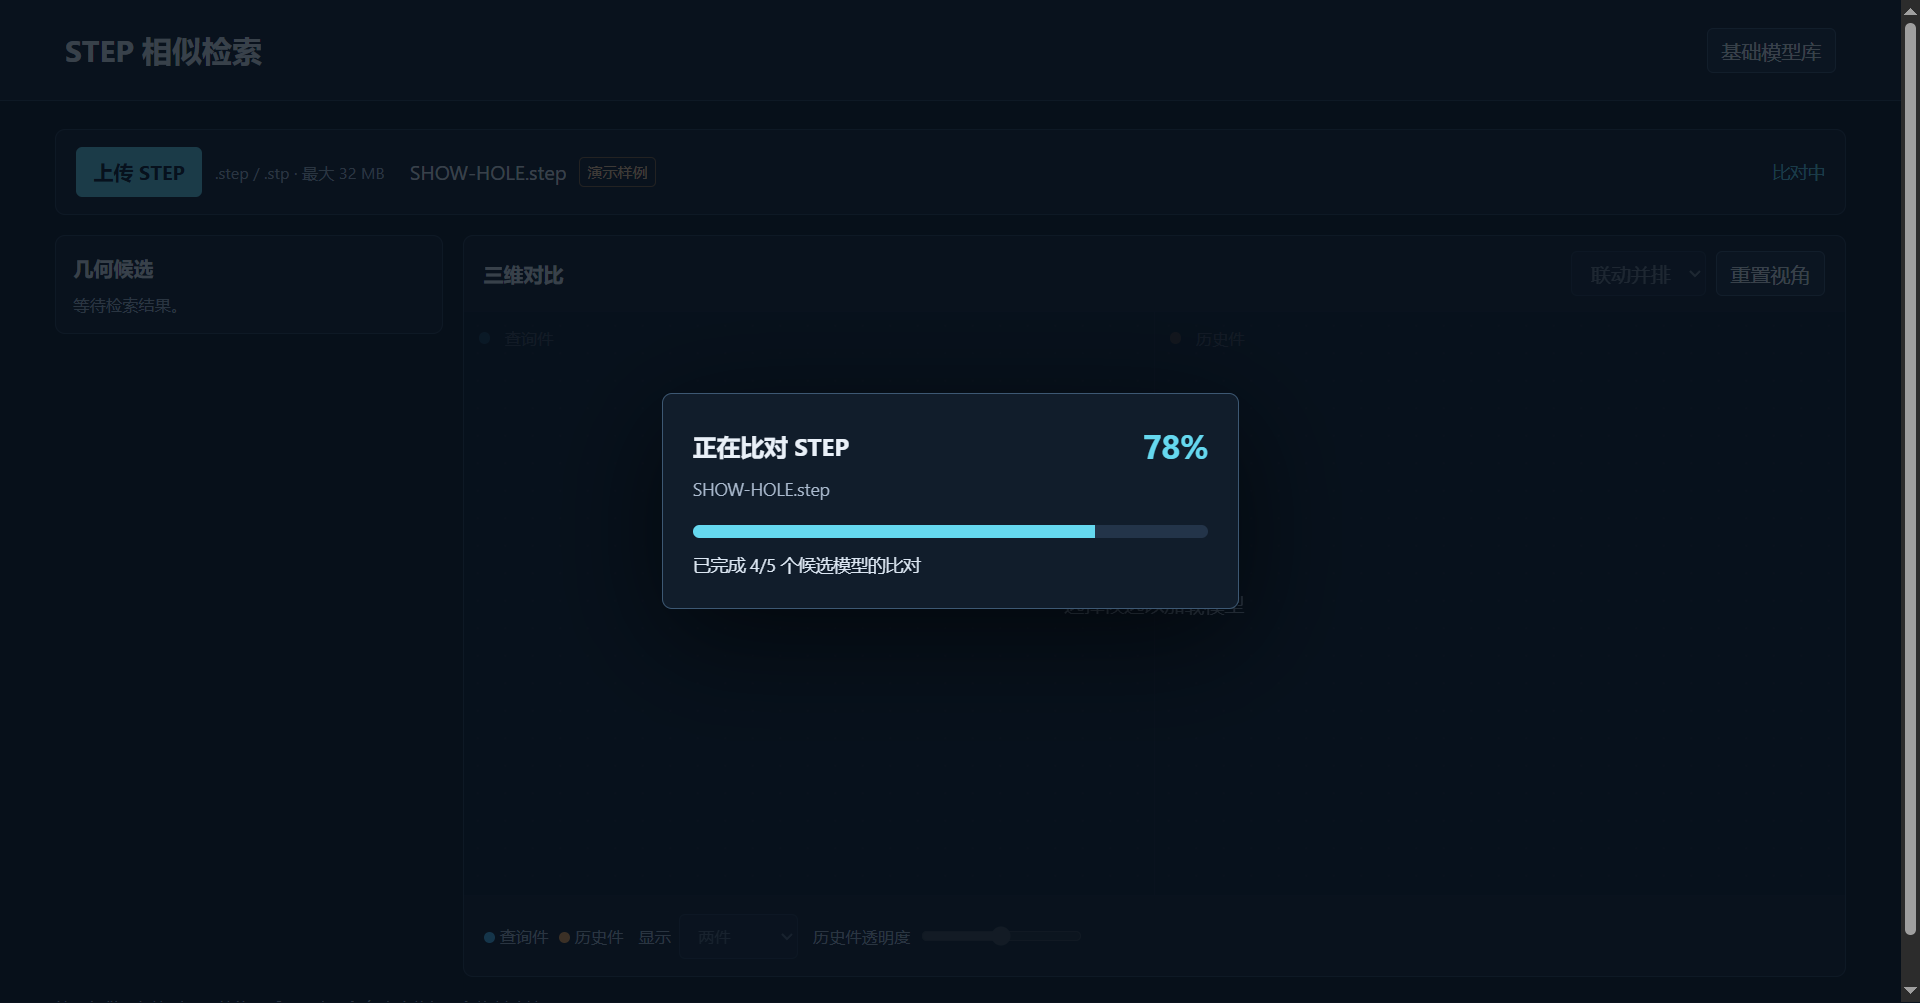 STEP 相似检索
基础模型库
上传 STEP
.step / .stp · 最大 32 MB
SHOW-HOLE.step
演示样例
比对中
几何候选
等待检索结果。
三维对比
联动并排
重置视角
查询件
历史件
正在比对 STEP
78%
SHOW-HOLE.step
已完成 4/5 个候选模型的比对
查询件
历史件
显示
两件
历史件透明度